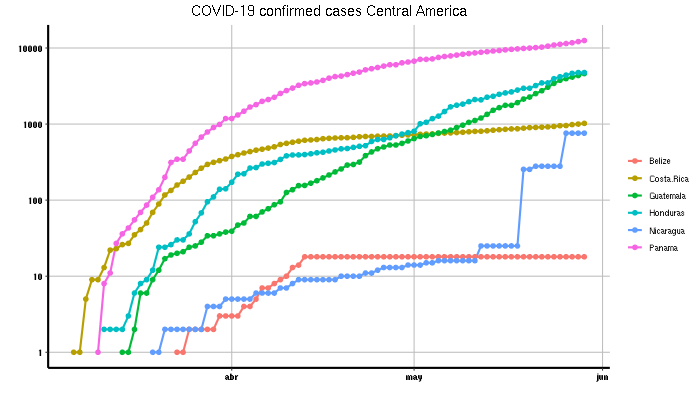 COVID-19 confirmed cases Central America
10000
1000
100
10
1
abr
may
jun
Belize
Costa.Rica
Guatemala
Honduras
Nicaragua
Panama